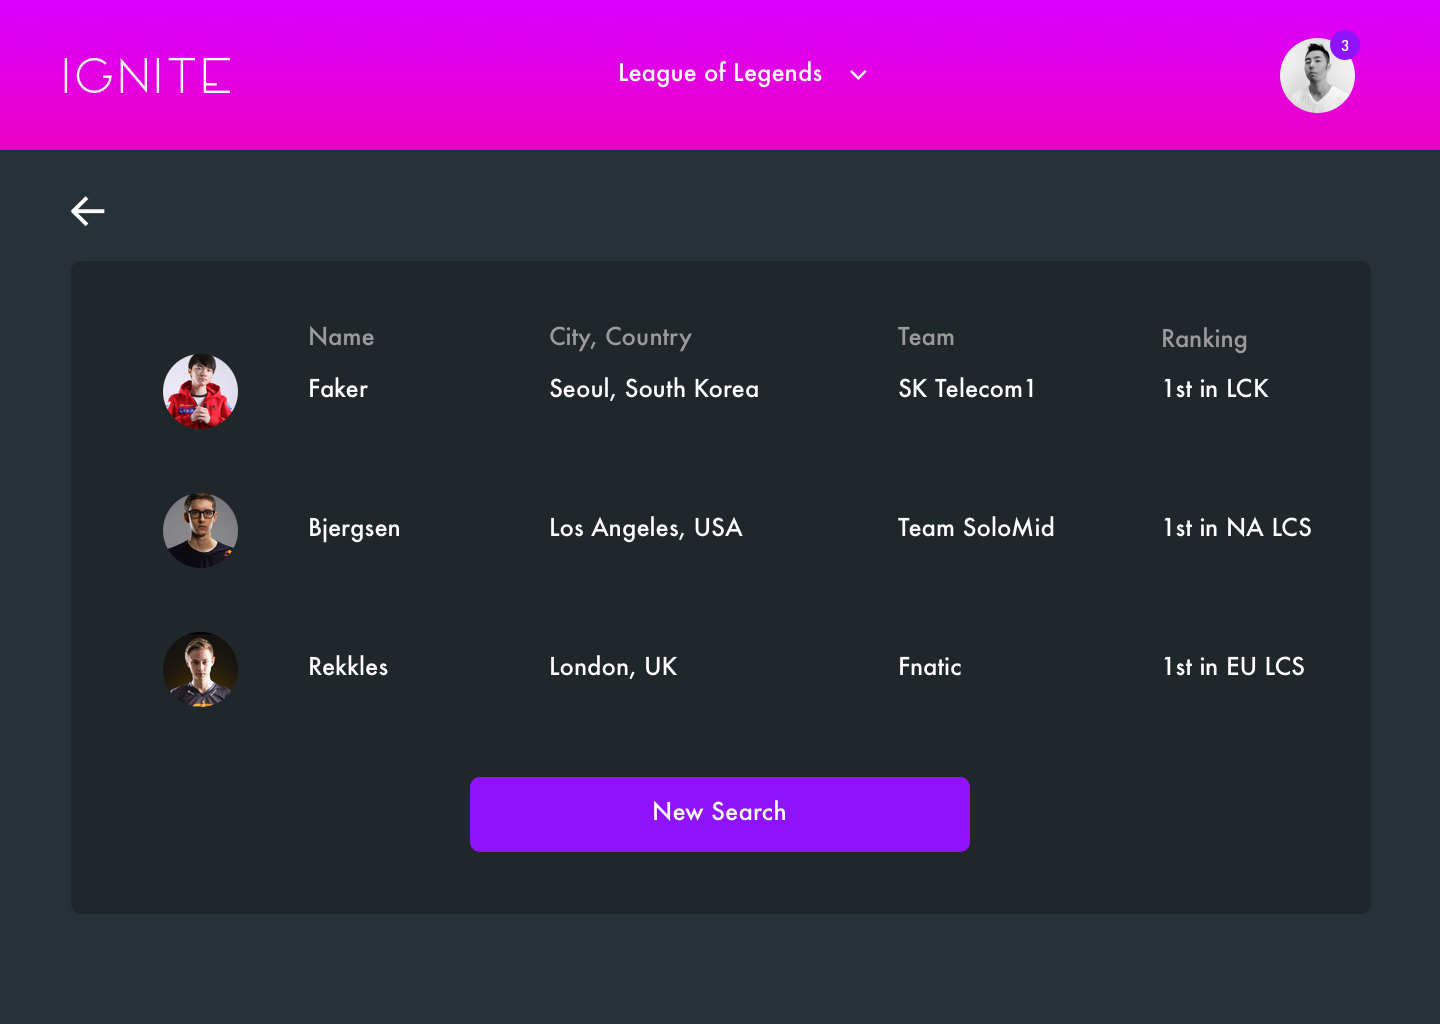 IGNITE
League of Legends
3
Name City, Country Team Ranking
Faker Seoul, South Korea SK Telecom1 1st in LCK
Bjergsen Los Angeles, USA Team SoloMid 1st in NA LCS
Rekkles London, UK Fnatic 1st in EU LCS
New Search